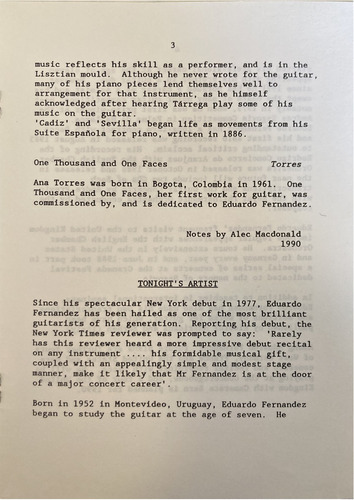 3
music reflects his skill as a performer, and is in the
Lisztian mould. Although he never wrote for the guitar,
many of his piano pieces lend themselves well to
arrangement for that instrument, as he himself
acknowledged after hearing Tárrega play some of his
music on the guitar.
'Cadiz' and 'Sevilla' began life as movements from his
Suite Española for piano, written in 1886.
One Thousand and One Faces Torres
Ana Torres was born in Bogota, Colombia in 1961. One
Thousand and One Faces, her first work for guitar, was
commissioned by, and is dedicated to Eduardo Fernandez.
Notes by Alec Macdonald
1990
TONIGHT'S ARTIST
Since his spectacular New York debut in 1977, Eduardo
Fernandez has been hailed as one of the most brilliant
guitarists of his generation. Reporting his debut, the
New York Times reviewer was prompted to say: 'Rarely
has this reviewer heard a more impressive debut recital
on any instrument .... his formidable musical gift,
coupled with an appealingly simple and modest stage
manner, make it likely that Mr Fernandez is at the door
of a major concert career'.
Born in 1952 in Montevideo, Uruguay, Eduardo Fernandez
began to study the guitar at the age of seven. He